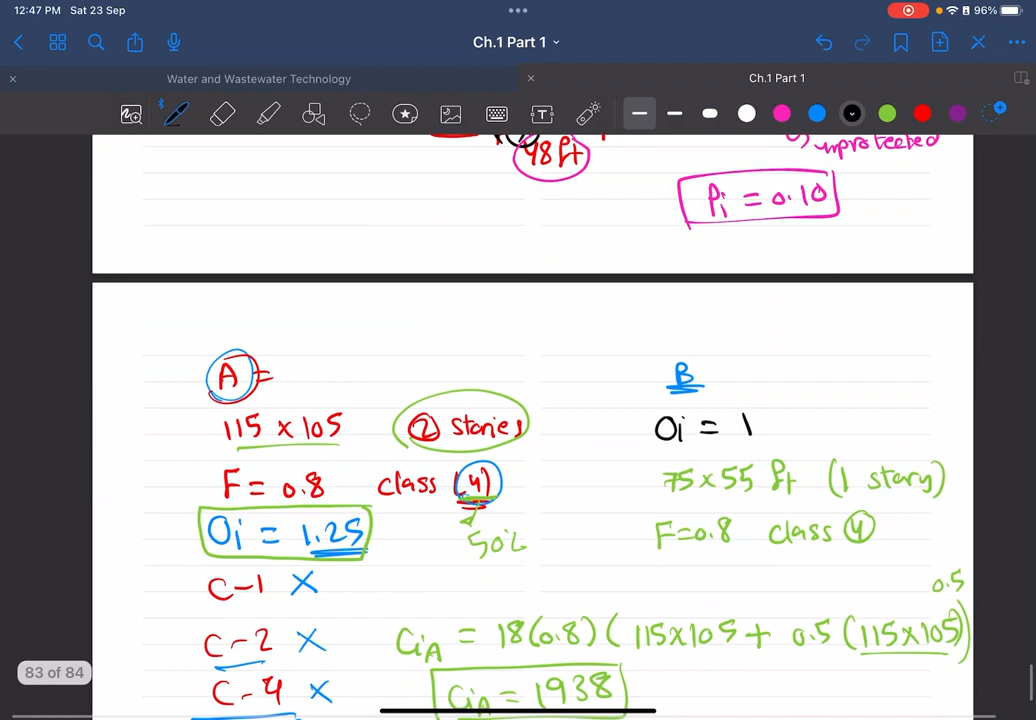 12:47 PM Sat 23 Sep
96%
Ch.1 Part 1
Water and Wastewater Technology
Ch.1 Part 1
48 ft
unprotected
Pi = 0.10
A =
115 x 105 ② stories
F = 0.8 class (4)
Oi = 1.25
50%
C-1 X
C-2 X
C-4 X
B
Oi = 1
75 x 55 ft (1 story)
F=0.8 class ④
0.5
CiA = 18(0.8) (115x105 + 0.5 (115x105))
CiA = 1938
83 of 84